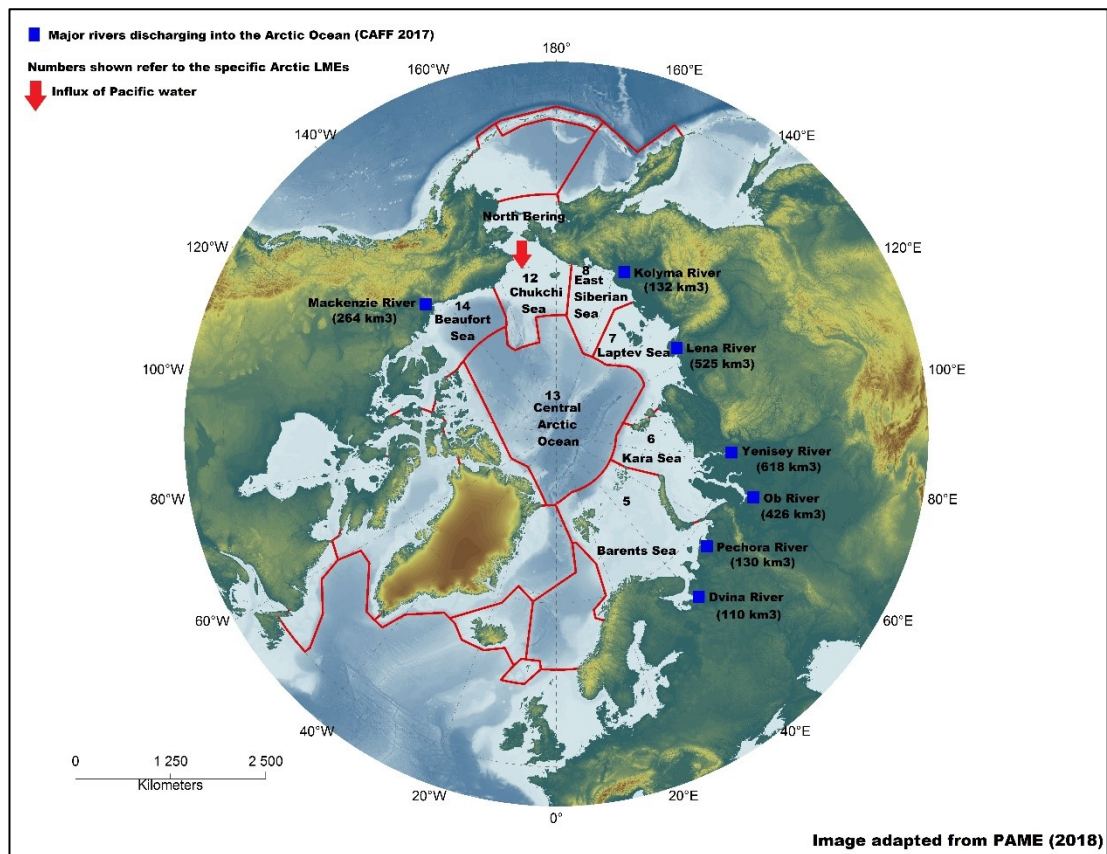 Major rivers discharging into the Arctic Ocean (CAFF 2017)
Numbers shown refer to the specific Arctic LMEs
Influx of Pacific water
180°
160°W
160°E
140°W
140°E
120°W
120°E
100°W
100°E
80°W
80°E
60°W
60°E
40°W
40°E
20°W
20°E
0°
North Bering
12
Chukchi
Sea
8
East
Siberian
Sea
Kolyma River
(132 km3)
Mackenzie River
(264 km3)
14
Beaufort
Sea
7
Laptev Sea
Lena River
(525 km3)
13
Central
Arctic
Ocean
6
Kara Sea
Yenisey River
(618 km3)
5
Barents Sea
Ob River
(426 km3)
Pechora River
(130 km3)
Dvina River
(110 km3)
0 1 250 2 500
Kilometers
Image adapted from PAME (2018)